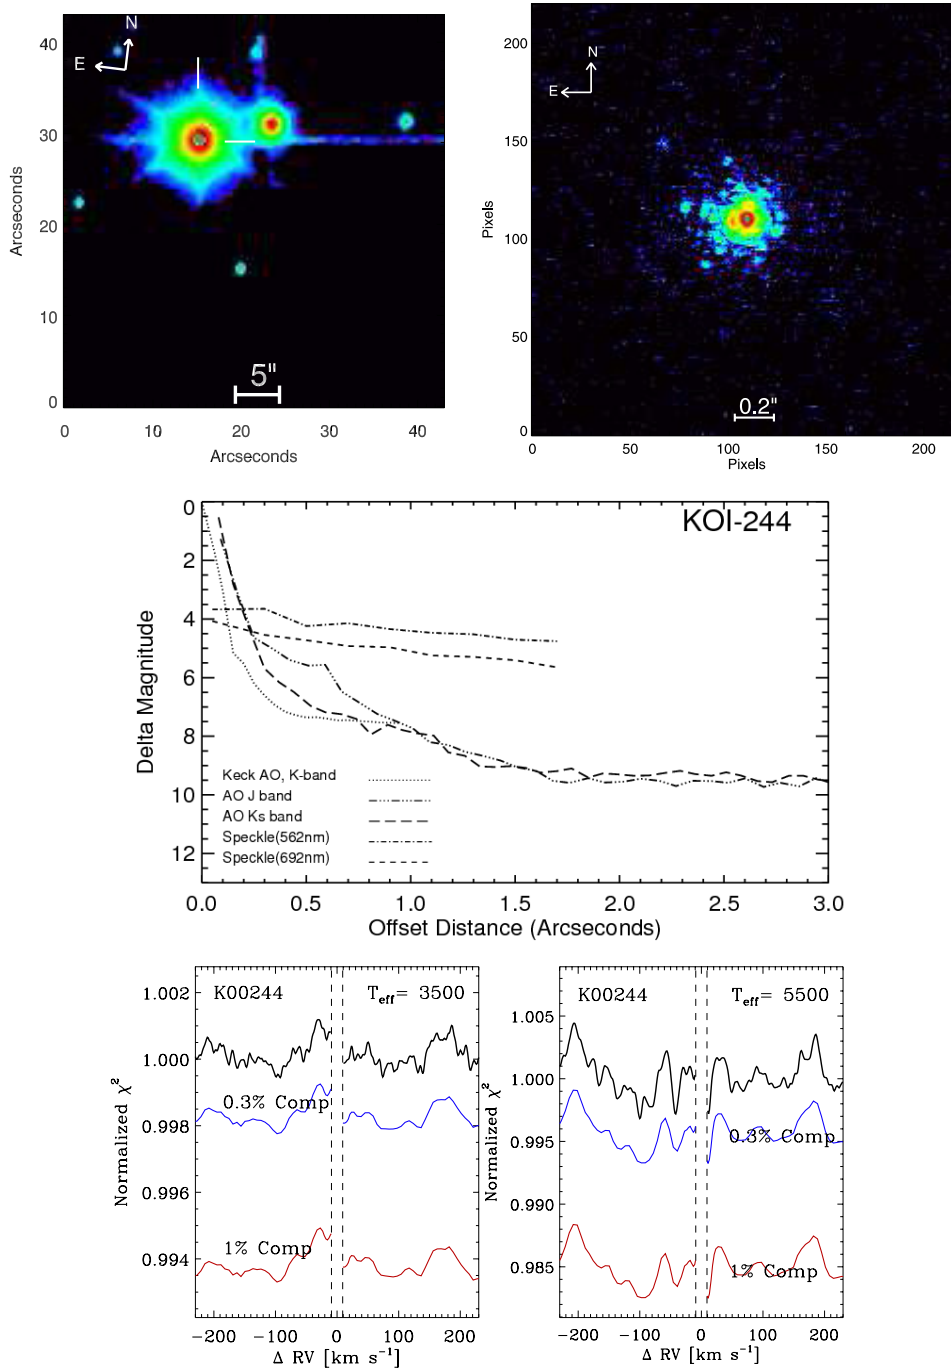 40
30
20
10
0
Arcseconds
N
E
5"
0 10 20 30 40
Arcseconds
200
150
100
50
0
Pixels
N
E
0.2"
0 50 100 150 200
Pixels
KOI-244
0
2
4
6
8
10
12
Delta Magnitude
Keck AO, K-band
AO J band
AO Ks band
Speckle(562nm)
Speckle(692nm)
0.0 0.5 1.0 1.5 2.0 2.5 3.0
Offset Distance (Arcseconds)
1.002
1.000
0.998
0.996
0.994
Normalized χ²
K00244 T_eff= 3500
0.3% Comp
1% Comp
-200 -100 0 100 200
Δ RV [km s⁻¹]
1.005
1.000
0.995
0.990
0.985
Normalized χ²
K00244 T_eff= 5500
0.3% Comp
1% Comp
-200 -100 0 100 200
Δ RV [km s⁻¹]